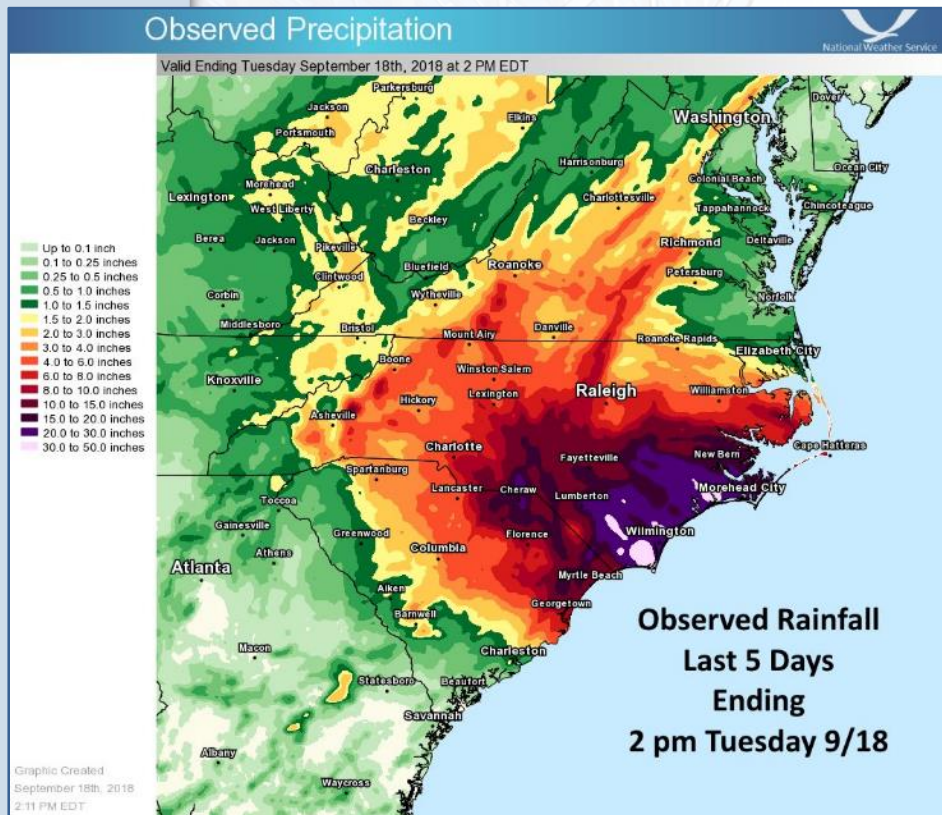 Observed Precipitation
National Weather Service
Valid Ending Tuesday September 18th, 2018 at 2 PM EDT
Parkersburg
Jackson
Portsmouth
Elkins
Washington
Dover
Charleston
Harrisonburg
Ocean City
Lexington
Morehead
Colonial Beach
West Liberty
Charlottesville
Tappahannock
Chincoteague
Beckley
Berea
Jackson
Pikeville
Richmond
Deltaville
Bluefield
Roanoke
Clintwood
Petersburg
Corbin
Wytheville
Norfolk
Middlesboro
Bristol
Mount Airy
Danville
Roanoke Rapids
Elizabeth City
Boone
Knoxville
Winston Salem
Raleigh
Williamston
Hickory
Lexington
Asheville
Charlotte
Cape Hatteras
Fayetteville
New Bern
Spartanburg
Lancaster
Cheraw
Lumberton
Morehead City
Toccoa
Gainesville
Greenwood
Florence
Wilmington
Athens
Columbia
Atlanta
Myrtle Beach
Aiken
Georgetown
Barnwell
Macon
Charleston
Statesboro
Beaufort
Savannah
Albany
Waycross
Up to 0.1 inch
0.1 to 0.25 inches
0.25 to 0.5 inches
0.5 to 1.0 inches
1.0 to 1.5 inches
1.5 to 2.0 inches
2.0 to 3.0 inches
3.0 to 4.0 inches
4.0 to 6.0 inches
6.0 to 8.0 inches
8.0 to 10.0 inches
10.0 to 15.0 inches
15.0 to 20.0 inches
20.0 to 30.0 inches
30.0 to 50.0 inches
Observed Rainfall
Last 5 Days
Ending
2 pm Tuesday 9/18
Graphic Created
September 18th, 2018
2:11 PM EDT